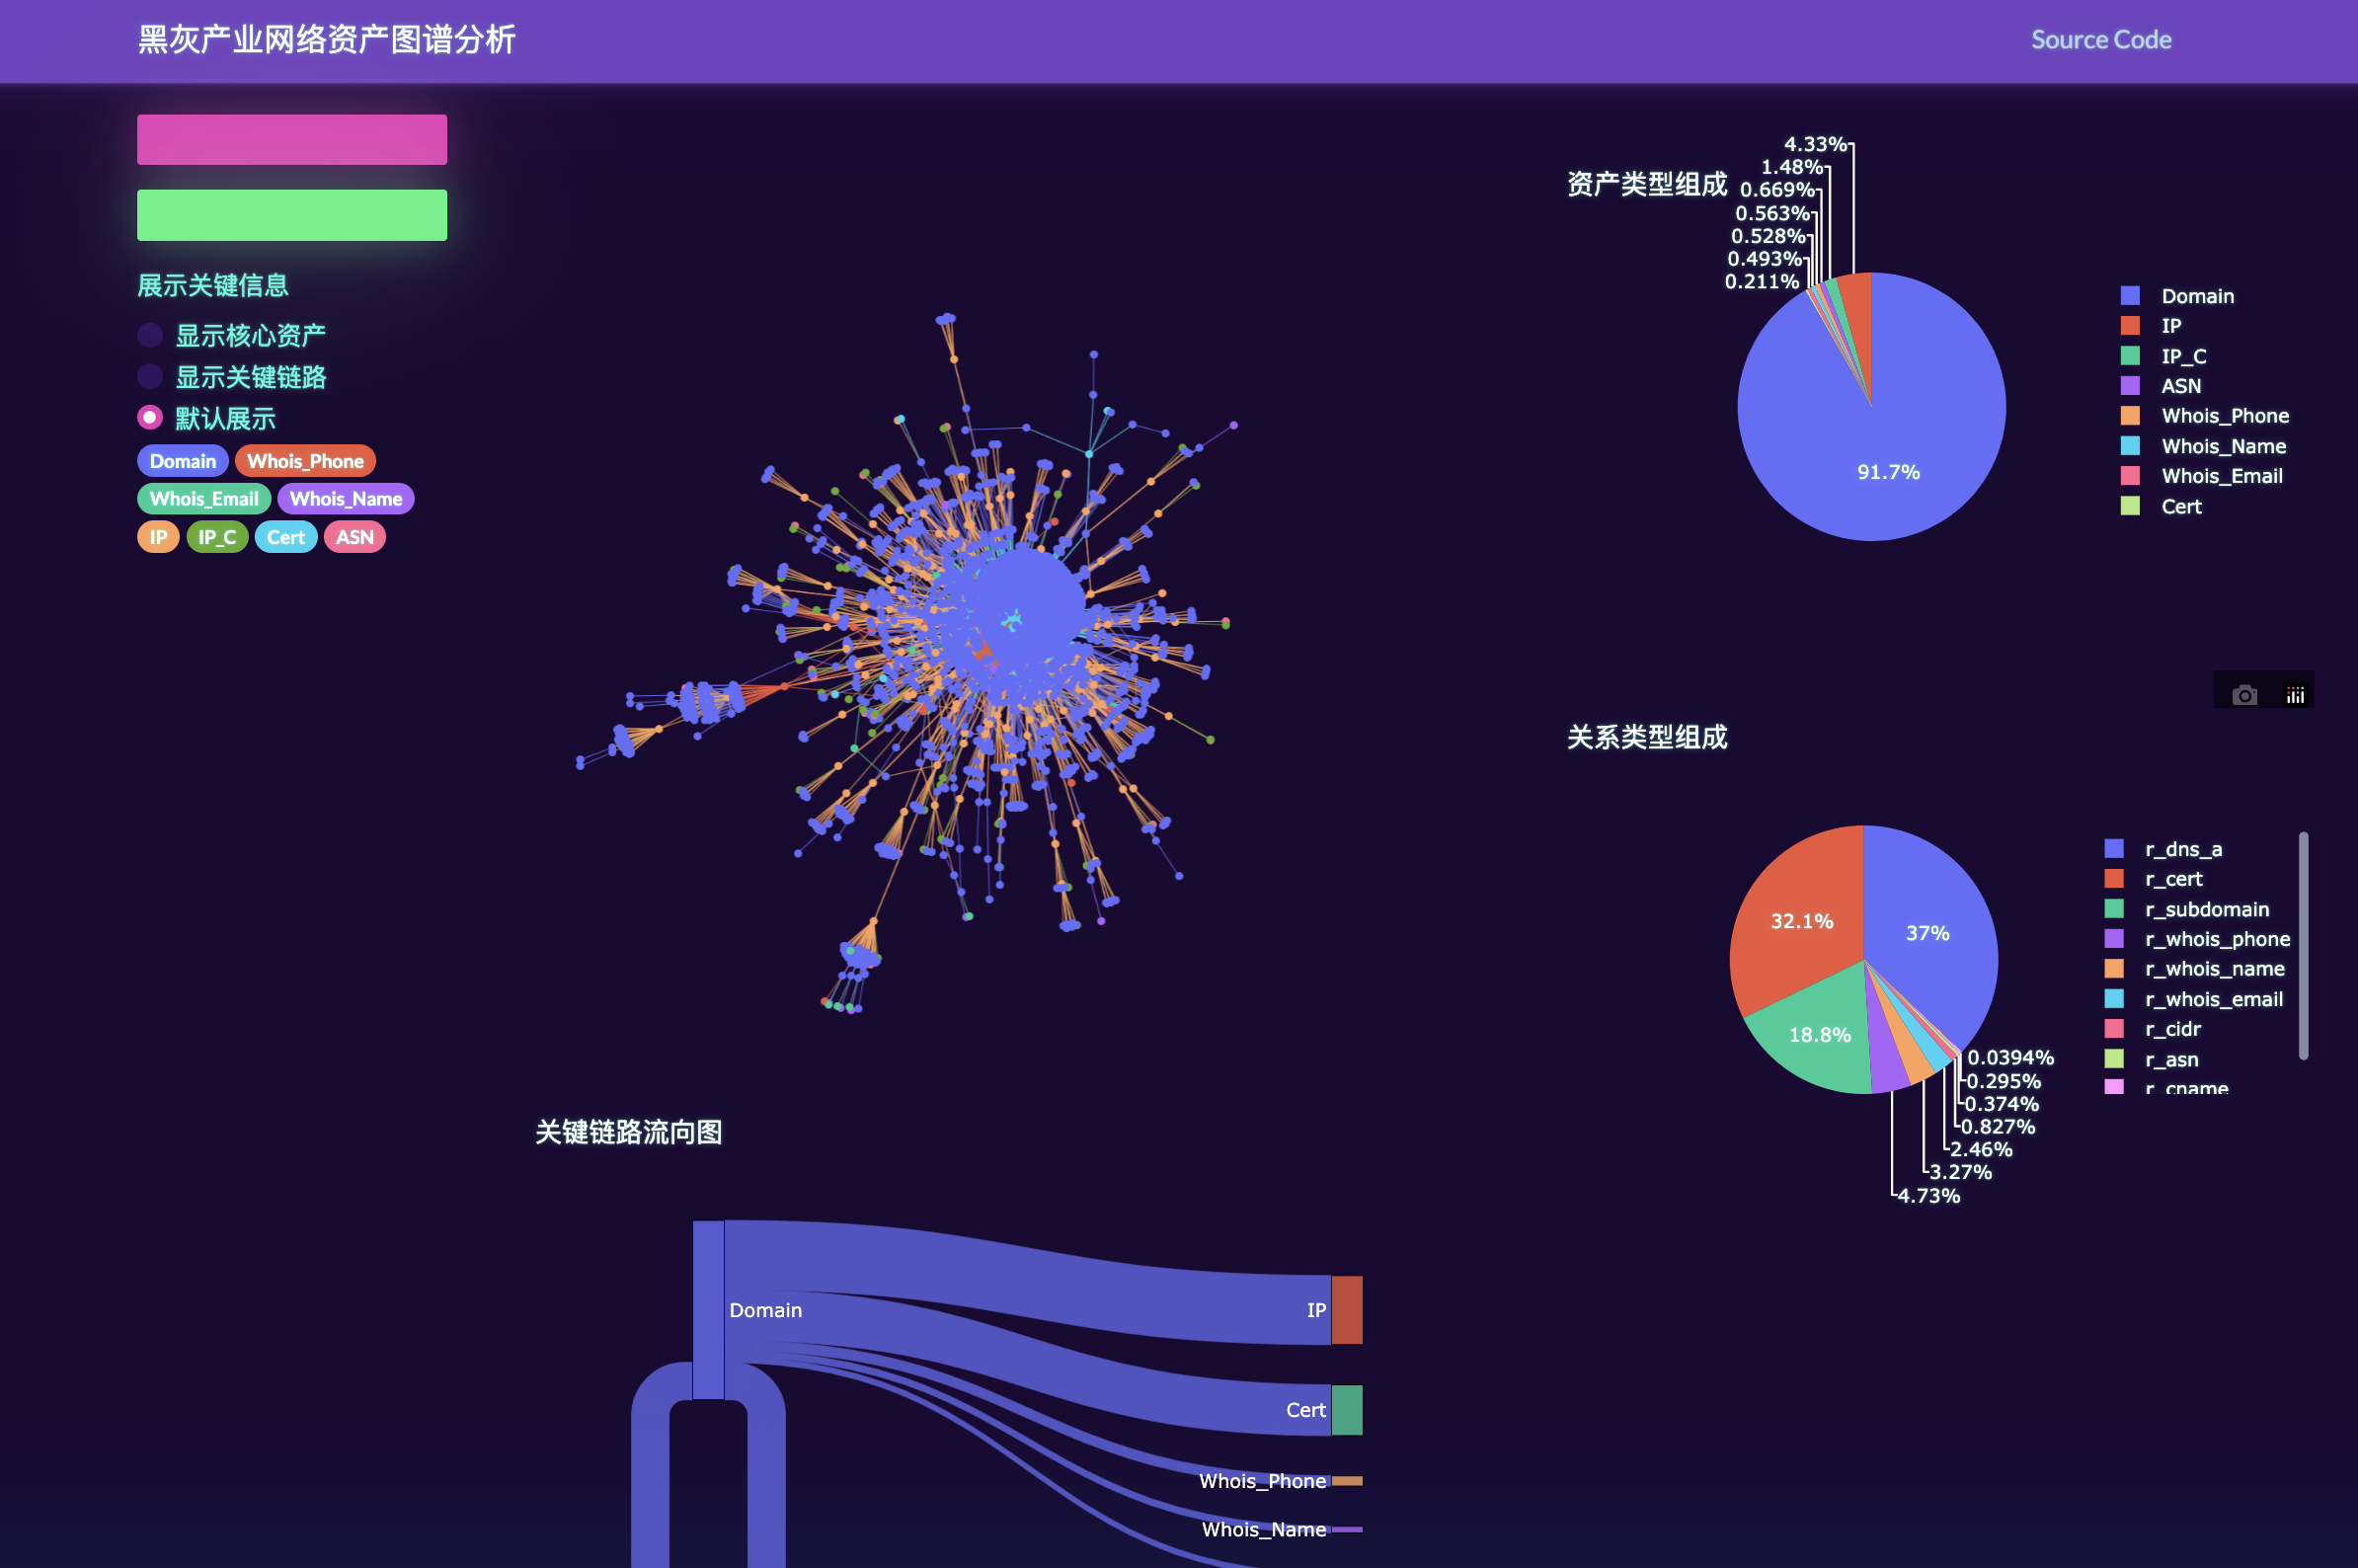 黑灰产业网络资产图谱分析
Source Code
展示关键信息
显示核心资产
显示关键链路
默认展示
Domain Whois_Phone
Whois_Email Whois_Name
IP IP_C Cert ASN
资产类型组成
4.33%
1.48%
0.669%
0.563%
0.528%
0.493%
0.211%
91.7%
Domain
IP
IP_C
ASN
Whois_Phone
Whois_Name
Whois_Email
Cert
关系类型组成
32.1%
37%
18.8%
0.0394%
0.295%
0.374%
0.827%
2.46%
3.27%
4.73%
r_dns_a
r_cert
r_subdomain
r_whois_phone
r_whois_name
r_whois_email
r_cidr
r_asn
r_cname
关键链路流向图
Domain
IP
Cert
Whois_Phone
Whois_Name